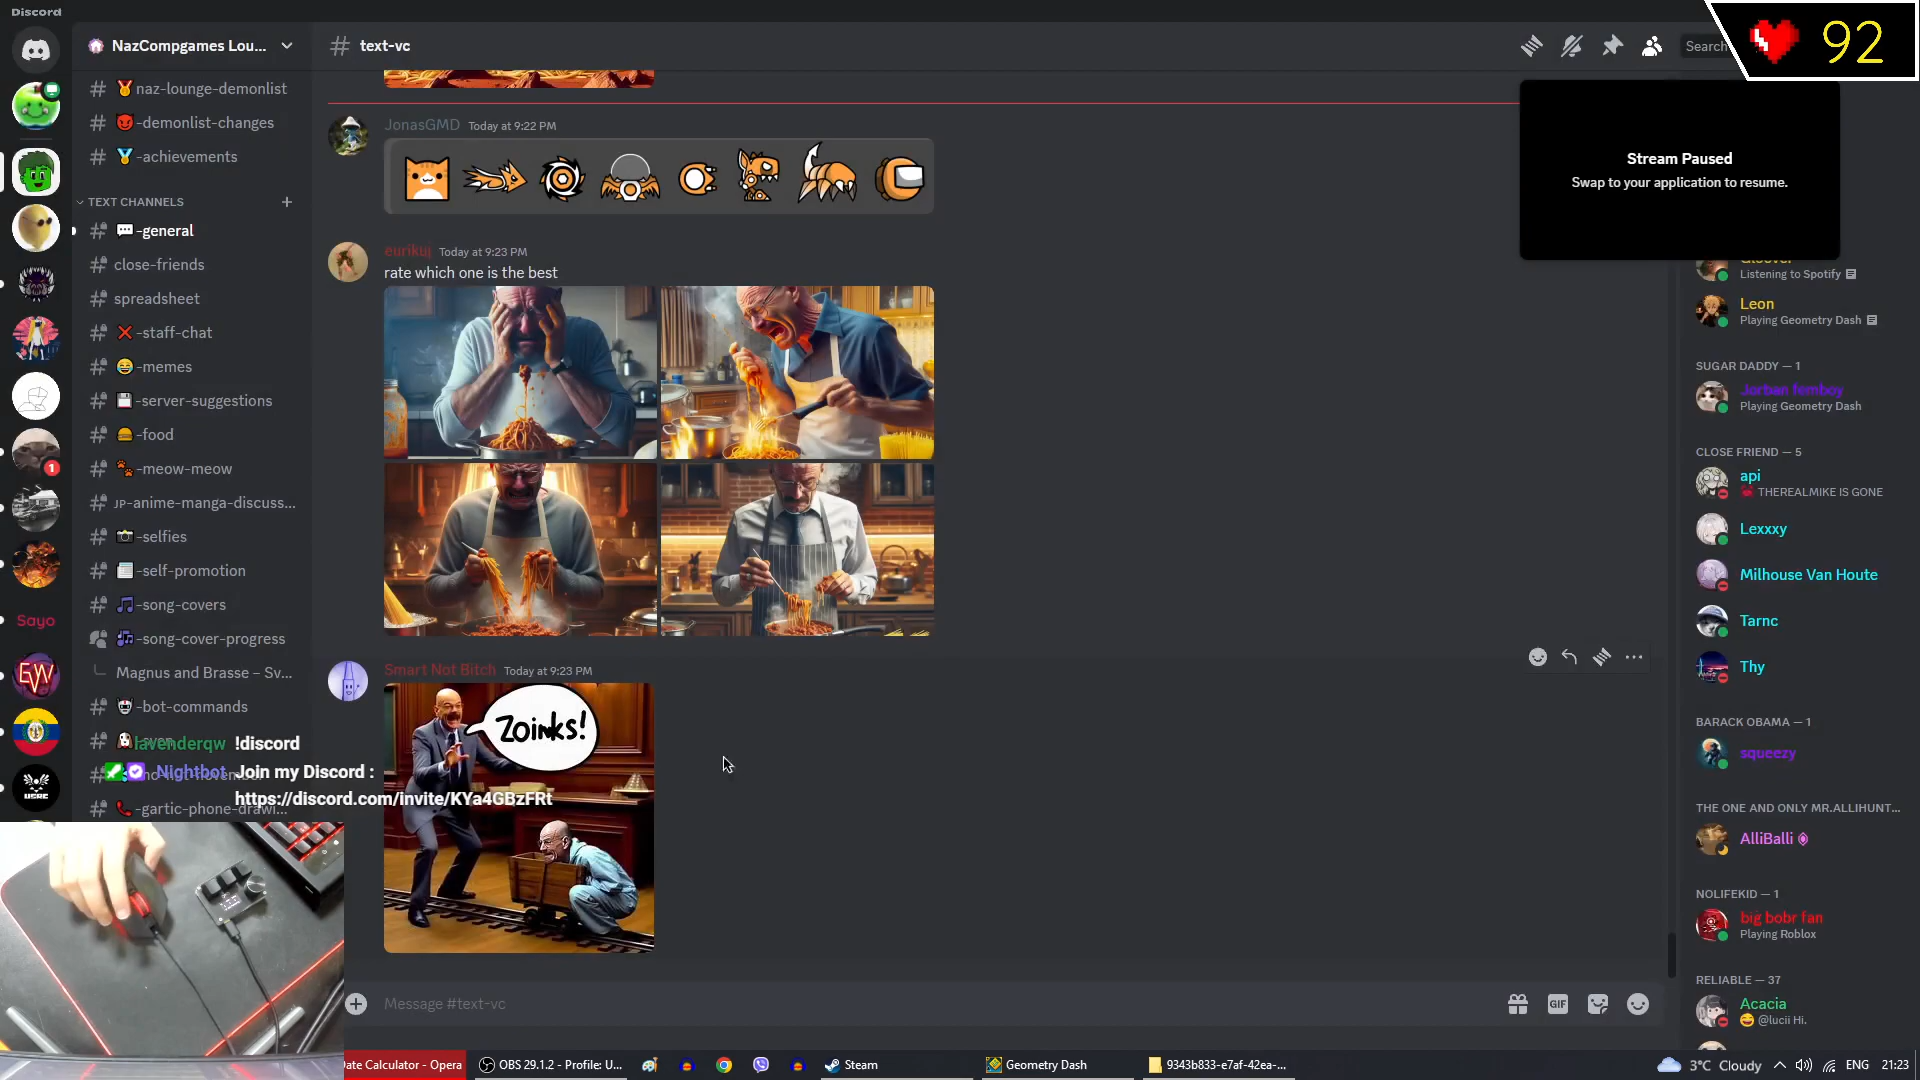 Discord
NazCompgames Lou...
text-vc
Search
92
naz-lounge-demonlist
-demonlist-changes
-achievements
TEXT CHANNELS
-general
close-friends
spreadsheet
-staff-chat
-memes
-server-suggestions
-food
-meow-meow
JP-anime-manga-discuss...
-selfies
-self-promotion
-song-covers
-song-cover-progress
Magnus and Brasse – Sv...
-bot-commands
-gartic-phone-drawi...
Sayo
EW
1
JonasGMD Today at 9:22 PM
eurikuj Today at 9:23 PM
rate which one is the best
Smart Not Bitch Today at 9:23 PM
Zoinks!
lavenderqw !discord
Nightbot Join my Discord :
https://discord.com/invite/KYa4GBzFRt
Message #text-vc
GIF
Stream Paused
Swap to your application to resume.
Listening to Spotify
Leon
Playing Geometry Dash
SUGAR DADDY — 1
Jorban femboy
Playing Geometry Dash
CLOSE FRIEND — 5
api
THEREALMIKE IS GONE
Lexxxy
Milhouse Van Houte
Tarnc
Thy
BARACK OBAMA — 1
squeezy
THE ONE AND ONLY MR.ALLIHUNT...
AlliBalli
NOLIFEKID — 1
big bobr fan
Playing Roblox
RELIABLE — 37
Acacia
@lucii Hi.
ate Calculator - Opera
OBS 29.1.2 - Profile: U...
Steam
Geometry Dash
9343b833-e7af-42ea-...
3°C Cloudy
ENG
21:23